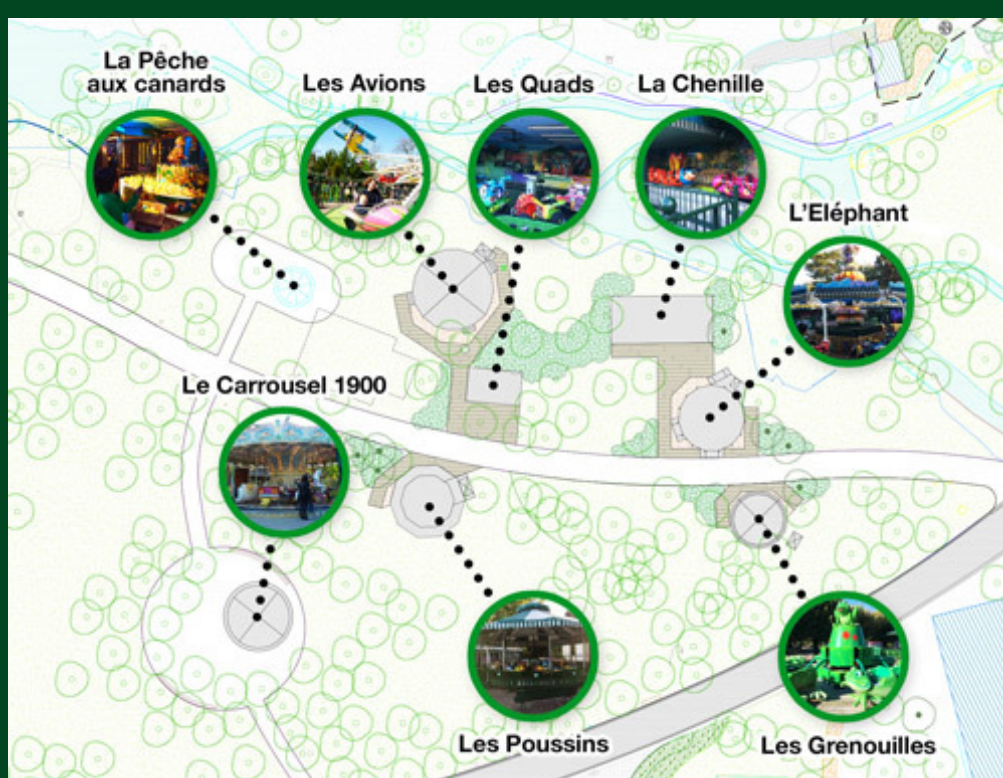 La Pêche
aux canards
Les Avions
Les Quads
La Chenille
L'Eléphant
Le Carrousel 1900
Les Poussins
Les Grenouilles